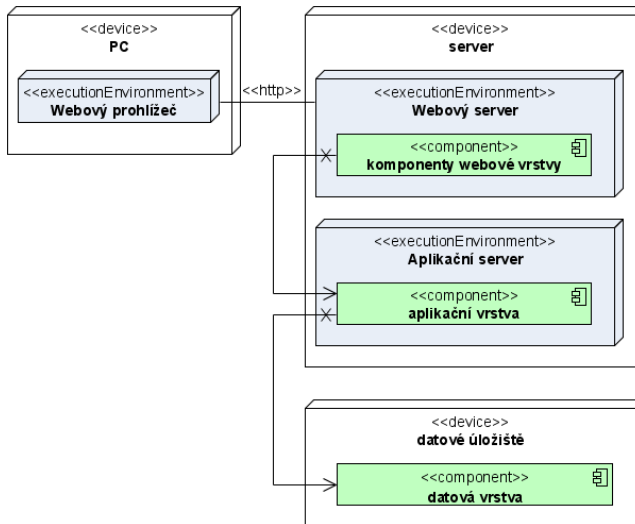 <<device>>
PC
<<executionEnvironment>>
Webový prohlížeč
<<http>>
<<device>>
server
<<executionEnvironment>>
Webový server
<<component>>
komponenty webové vrstvy
<<executionEnvironment>>
Aplikační server
<<component>>
aplikační vrstva
<<device>>
datové úložiště
<<component>>
datová vrstva